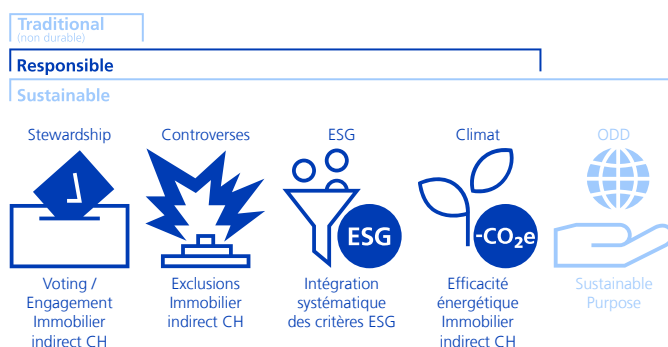 Traditional
(non durable)
Responsible
Sustainable
Stewardship
Controverses
ESG
Climat
ODD
ESG
-CO₂e
Voting /
Engagement
Immobilier
indirect CH
Exclusions
Immobilier
indirect CH
Intégration
systématique
des critères ESG
Efficacité
énergétique
Immobilier
indirect CH
Sustainable
Purpose